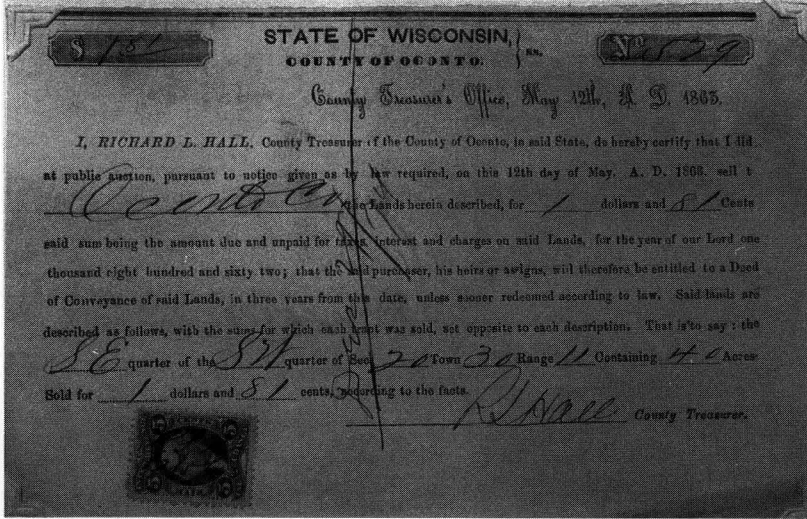 $ 1 81 STATE OF WISCONSIN, } ss. No 1529
COUNTY OF OCONTO.
County Treasurer's Office, May 12th, A. D. 1863.
I, RICHARD L. HALL, County Treasurer of the County of Oconto, in said State, do hereby certify that I did
at public auction, pursuant to notice given as by law required, on this 12th day of May, A. D. 1863, sell t
Oconto Co the Lands herein described, for 1 dollars and 81 Cents
said sum being the amount due and unpaid for taxes, interest and charges on said Lands, for the year of our Lord one
thousand eight hundred and sixty two; that the said purchaser, his heirs or assigns, will therefore be entitled to a Deed
of Conveyance of said Lands, in three years from this date, unless sooner redeemed according to law. Said lands are
described as follows, with the sums for which each tract was sold, set opposite to each description. That is to say: the
SE quarter of the SW quarter of Sec 20 Town 30 Range 11 Containing 40 Acres
Sold for 1 dollars and 81 cents, according to the facts.
R L Hall County Treasurer.
5 5
5 5